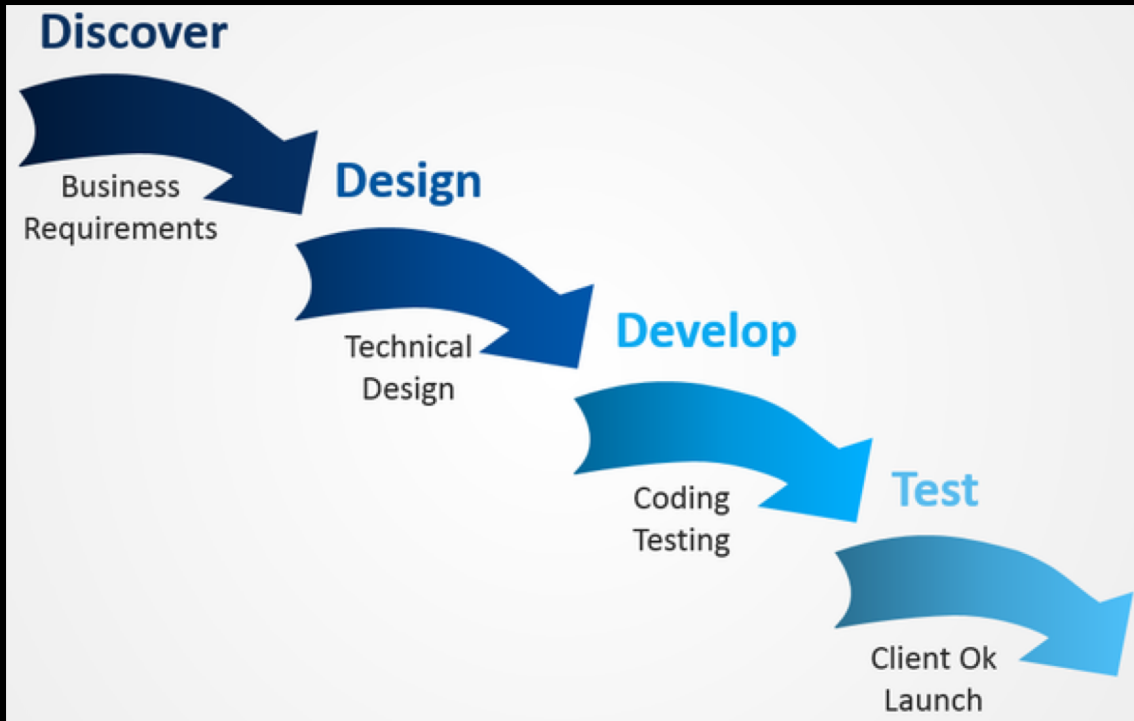 Discover
Business
Requirements
Design
Technical
Design
Develop
Coding
Testing
Test
Client Ok
Launch